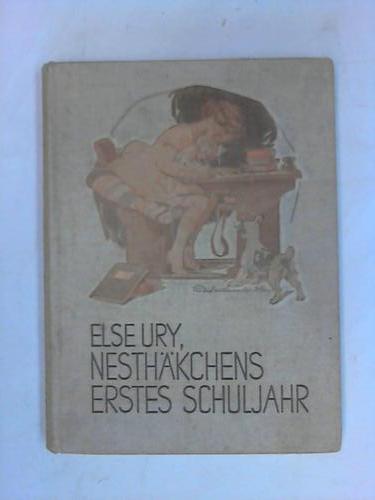 ELSE URY,
NESTHÄKCHENS
ERSTES SCHULJAHR